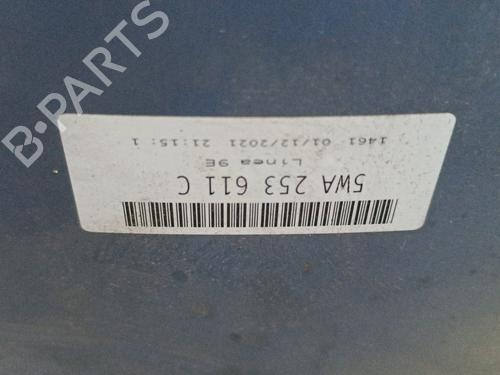 5WA 253 611 C
Linea 9E
1461 01/12/2021 21:15: 1
B-PARTS